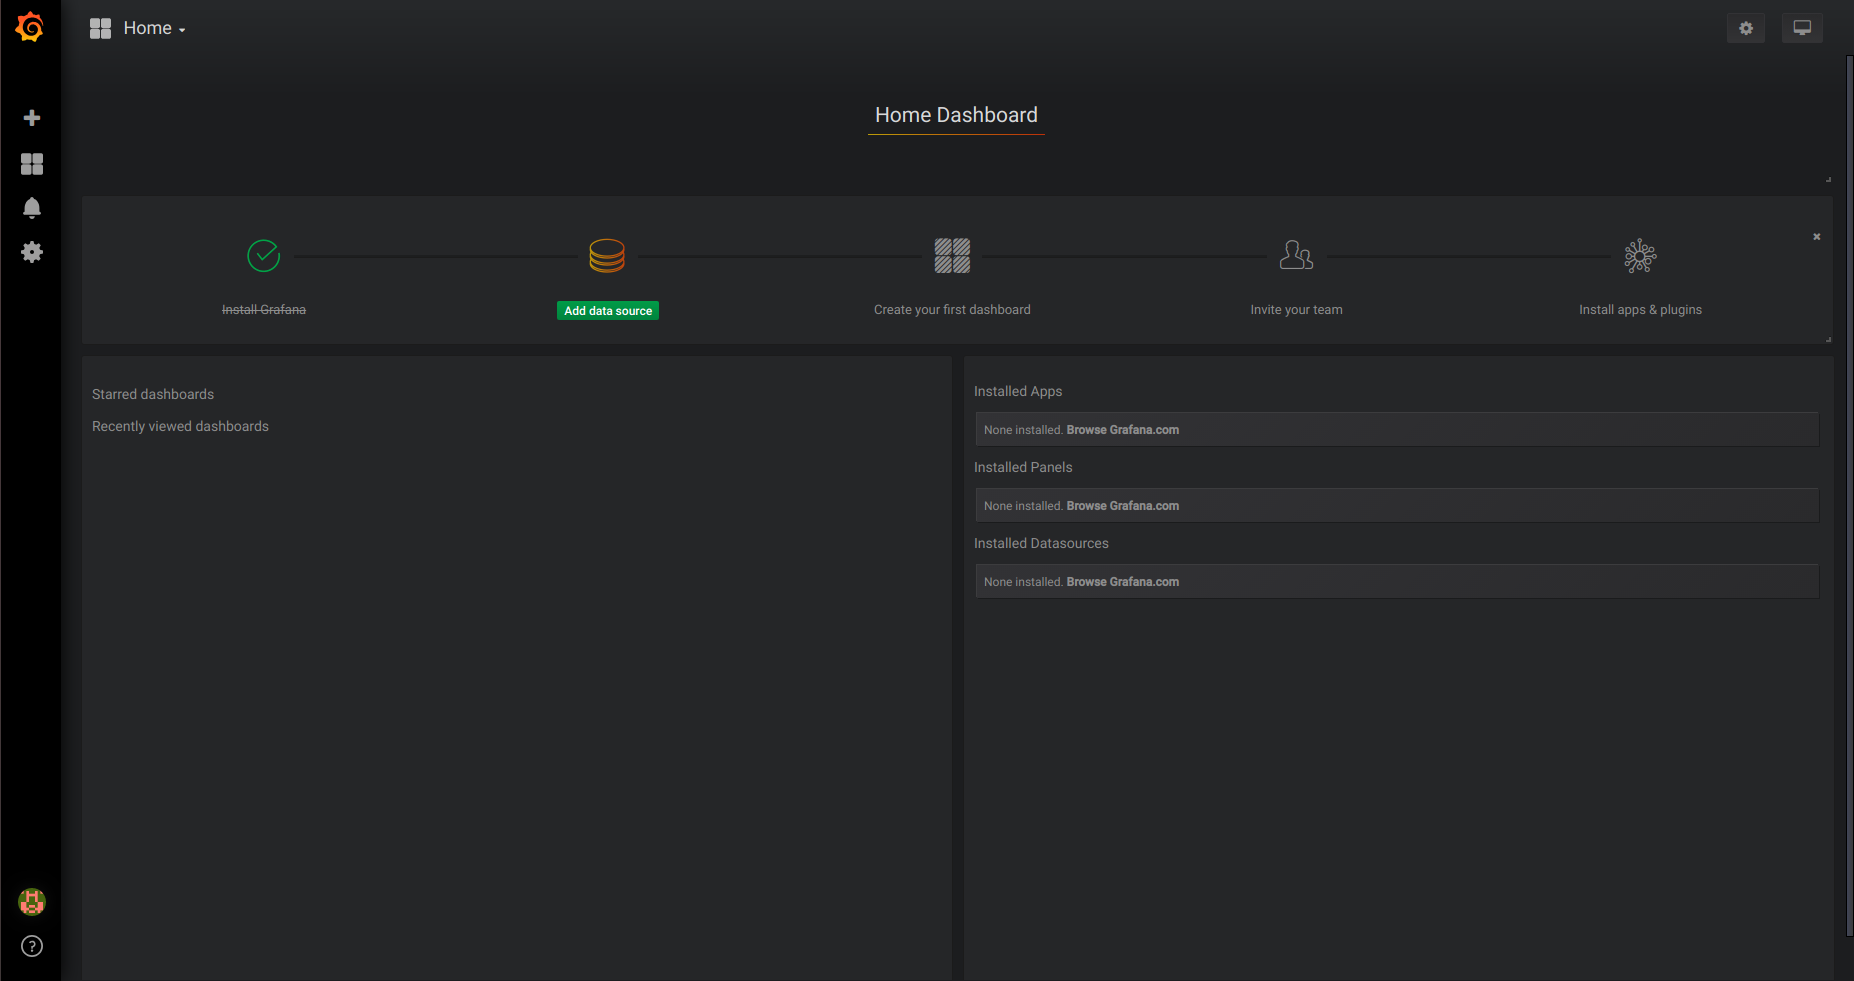 Home
Home Dashboard
Install Grafana
Add data source
Create your first dashboard
Invite your team
Install apps & plugins
Starred dashboards
Recently viewed dashboards
Installed Apps
None installed. Browse Grafana.com
Installed Panels
None installed. Browse Grafana.com
Installed Datasources
None installed. Browse Grafana.com
?